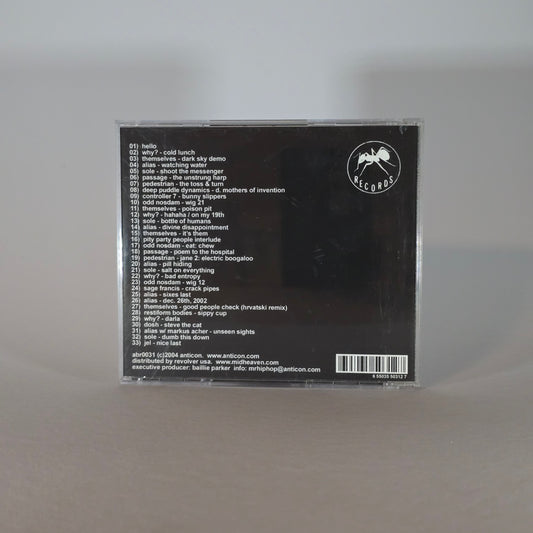 01) hello
02) why? - cold lunch
03) themselves - dark sky demo
04) alias - watching water
05) sole - shoot the messenger
06) passage - the unstrung harp
07) pedestrian - the toss & turn
08) deep puddle dynamics - d. mothers of invention
09) controller 7 - bunny slippers
10) odd nosdam - wig 21
11) themselves - poison pit
12) why? - hahaha / on my 19th
13) sole - bottle of humans
14) alias - divine disappointment
15) themselves - it's them
16) pity party people interlude
17) odd nosdam - eat: chew
18) passage - poem to the hospital
19) pedestrian - jane 2: electric boogaloo
20) alias - pill hiding
21) sole - salt on everything
22) why? - bad entropy
23) odd nosdam - wig 12
24) sage francis - crack pipes
25) alias - sixes last
26) alias - dec. 26th, 2002
27) themselves - good people check (hrvatski remix)
28) restiform bodies - sippy cup
29) why? - darla
30) dosh - steve the cat
31) alias w/ markus acher - unseen sights
32) sole - dumb this down
33) jel - nice last
abr0031 (c)2004 anticon. www.anticon.com
distributed by revolver usa. www.midheaven.com
executive producer: baillie parker info: mrhiphop@anticon.com
RECORDS
6 55035 50312 7